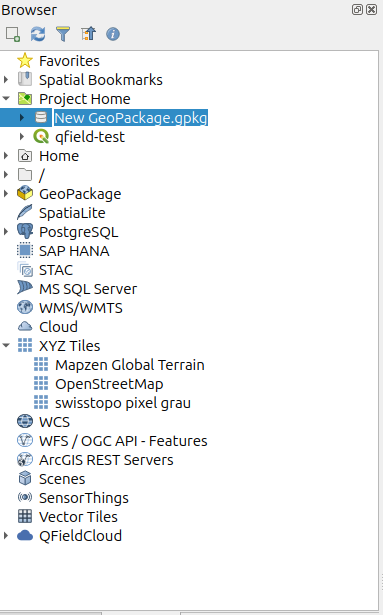 Browser
Favorites
Spatial Bookmarks
Project Home
New GeoPackage.gpkg
qfield-test
Home
/
GeoPackage
SpatiaLite
PostgreSQL
SAP HANA
STAC
MS SQL Server
WMS/WMTS
Cloud
XYZ Tiles
Mapzen Global Terrain
OpenStreetMap
swisstopo pixel grau
WCS
WFS / OGC API - Features
ArcGIS REST Servers
Scenes
SensorThings
Vector Tiles
QFieldCloud